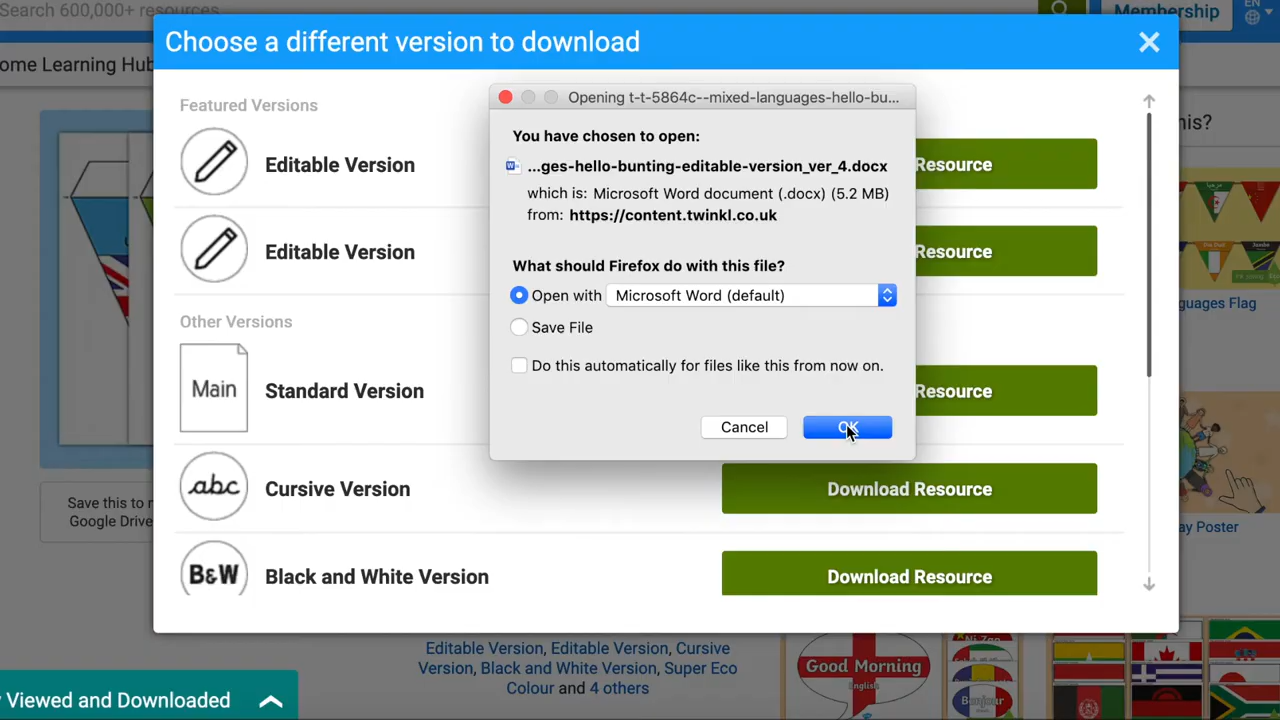 Search 600,000+ resources
Membership
EN
Choose a different version to download
ome Learning Hub
his?
Featured Versions
Editable Version
Resource
Editable Version
Resource
Other Versions
Main
Standard Version
Resource
abc
Cursive Version
Download Resource
B&W
Black and White Version
Download Resource
Opening t-t-5864c--mixed-languages-hello-bu...
You have chosen to open:
...ges-hello-bunting-editable-version_ver_4.docx
which is: Microsoft Word document (.docx) (5.2 MB)
from: https://content.twinkl.co.uk
What should Firefox do with this file?
Open with Microsoft Word (default)
Save File
Do this automatically for files like this from now on.
Cancel
OK
Save this to
Google Drive
guages Flag
ay Poster
Editable Version, Editable Version, Cursive
Version, Black and White Version, Super Eco
Colour and 4 others
Good Morning
English
Bonjour
Viewed and Downloaded